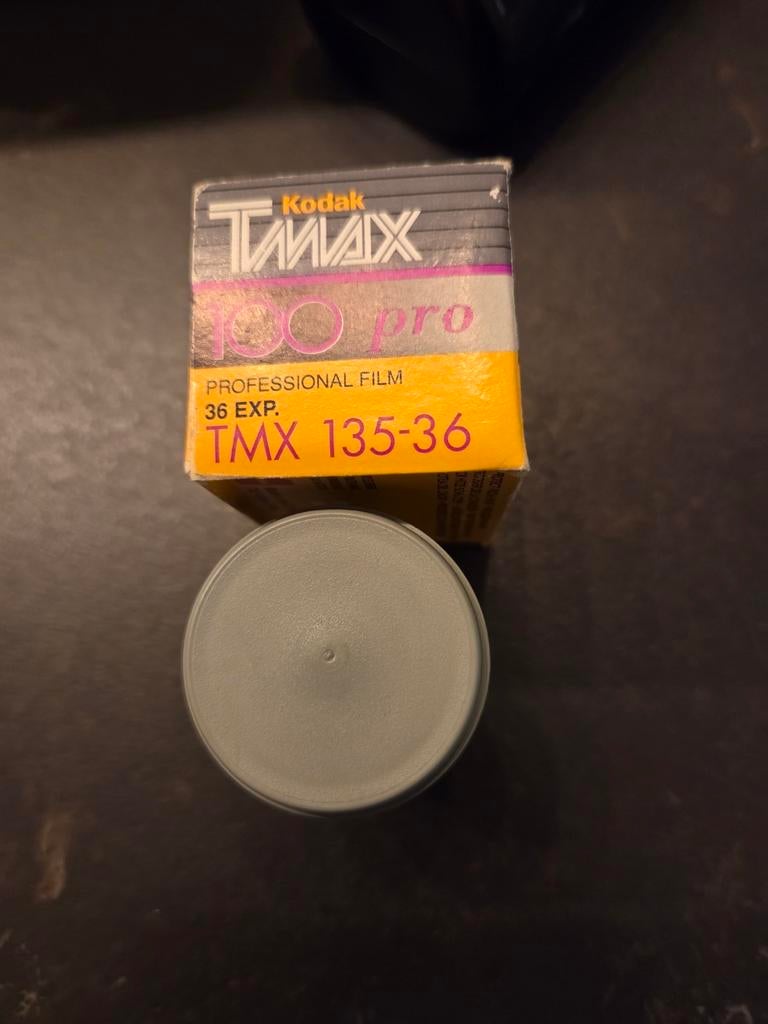 Kodak
TMAX
100 pro
PROFESSIONAL FILM
36 EXP.
TMX 135-36